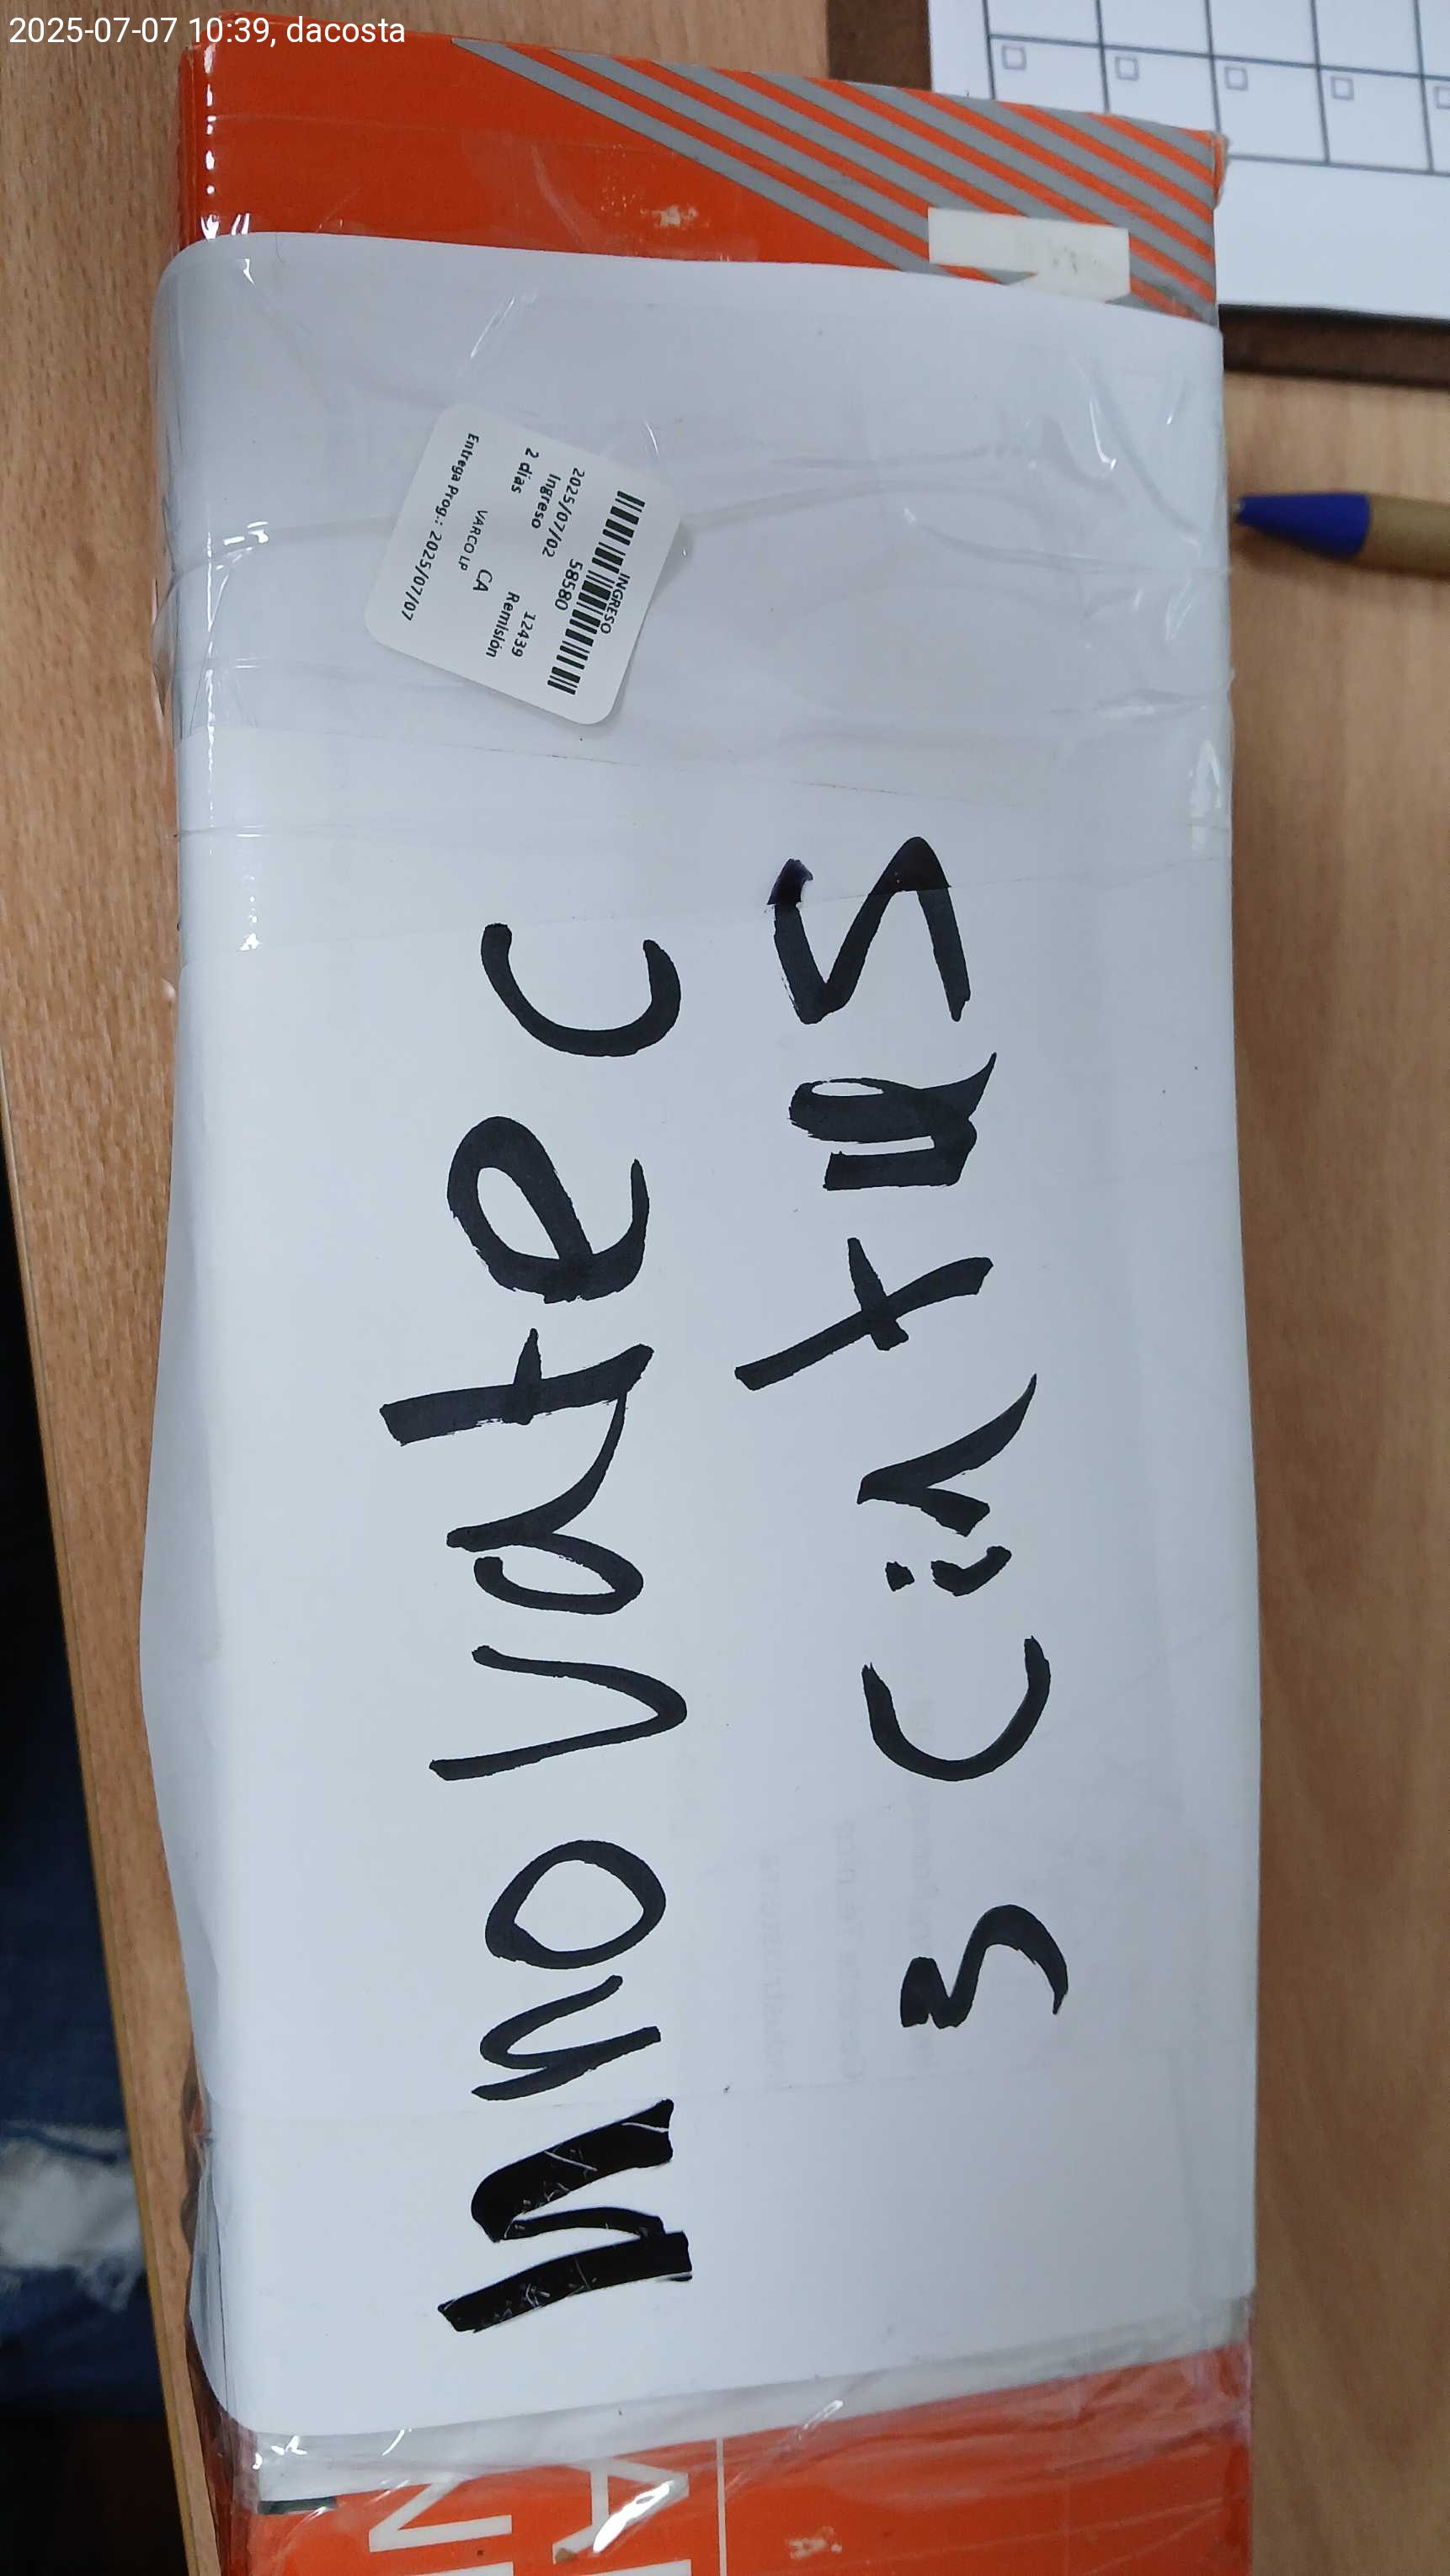 2025-07-07 10:39, dacosta
Innovatec
3 Cintas
INGRESO
58580
2025/07/02 12439
Ingreso Remisión
2 días CA
VARCO LP
Entrega Prog.: 2025/07/07